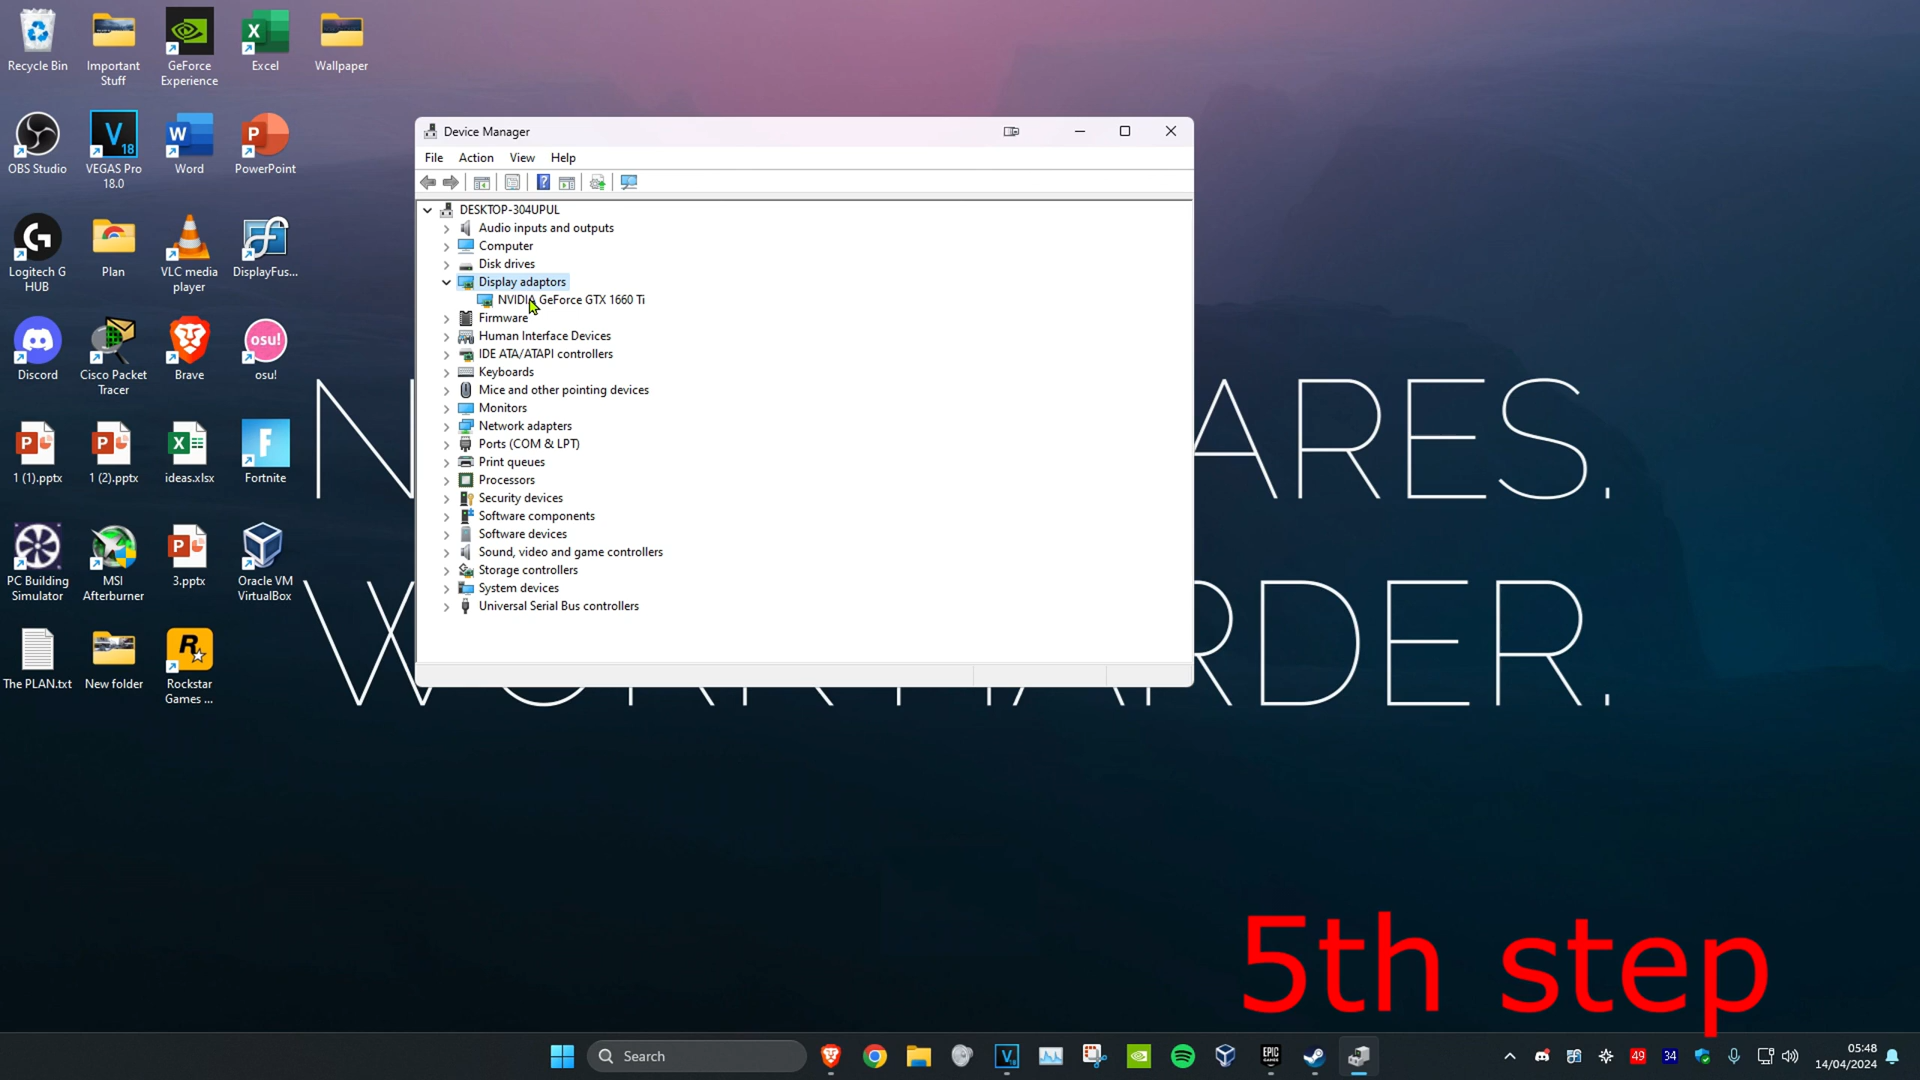 Recycle Bin
Important
Stuff
GeForce
Experience
Excel
Wallpaper
OBS Studio
VEGAS Pro
18.0
Word
PowerPoint
Logitech G
HUB
Plan
VLC media
player
DisplayFus...
Discord
Cisco Packet
Tracer
Brave
osu!
osu!
1 (1).pptx
1 (2).pptx
ideas.xlsx
Fortnite
PC Building
Simulator
MSI
Afterburner
3.pptx
Oracle VM
VirtualBox
The PLAN.txt
New folder
Rockstar
Games ...
Device Manager
File Action View Help
DESKTOP-304UPUL
Audio inputs and outputs
Computer
Disk drives
Display adaptors
NVIDIA GeForce GTX 1660 Ti
Firmware
Human Interface Devices
IDE ATA/ATAPI controllers
Keyboards
Mice and other pointing devices
Monitors
Network adapters
Ports (COM & LPT)
Print queues
Processors
Security devices
Software components
Software devices
Sound, video and game controllers
Storage controllers
System devices
Universal Serial Bus controllers
N ARES.
W RDER.
5th step
Search
EPIC
GAMES
49
34
05:48
14/04/2024